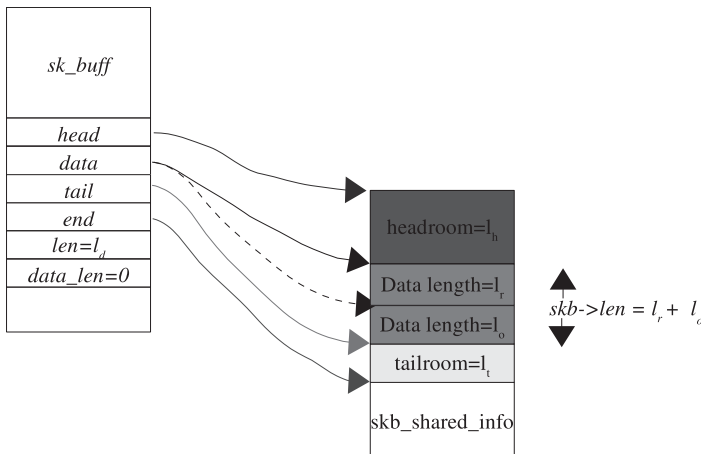 sk_buff
head
data
tail
end
len=l_d
data_len=0
headroom=l_h
Data length=l_r
Data length=l_o
tailroom=l_t
skb_shared_info
skb->len = l_r + l_o